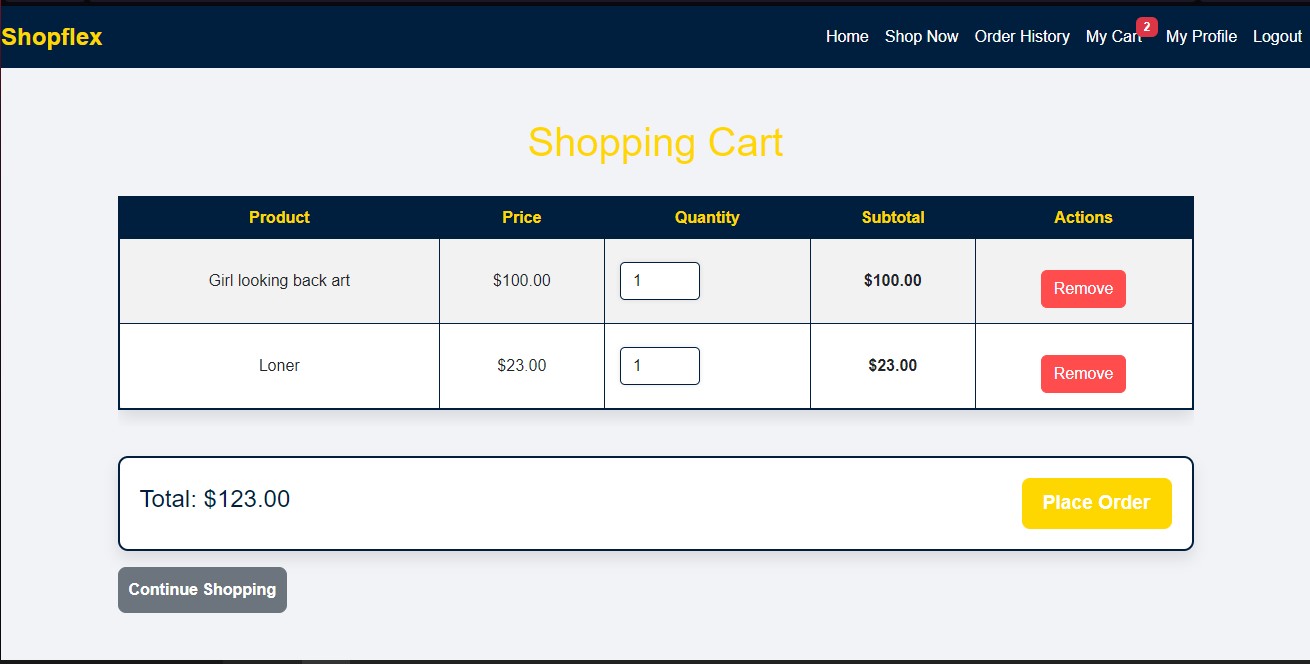 Shopflex
Home Shop Now Order History My Cart 2 My Profile Logout
Shopping Cart
Product Price Quantity Subtotal Actions
Girl looking back art $100.00 1 $100.00 Remove
Loner $23.00 1 $23.00 Remove
Total: $123.00 Place Order
Continue Shopping